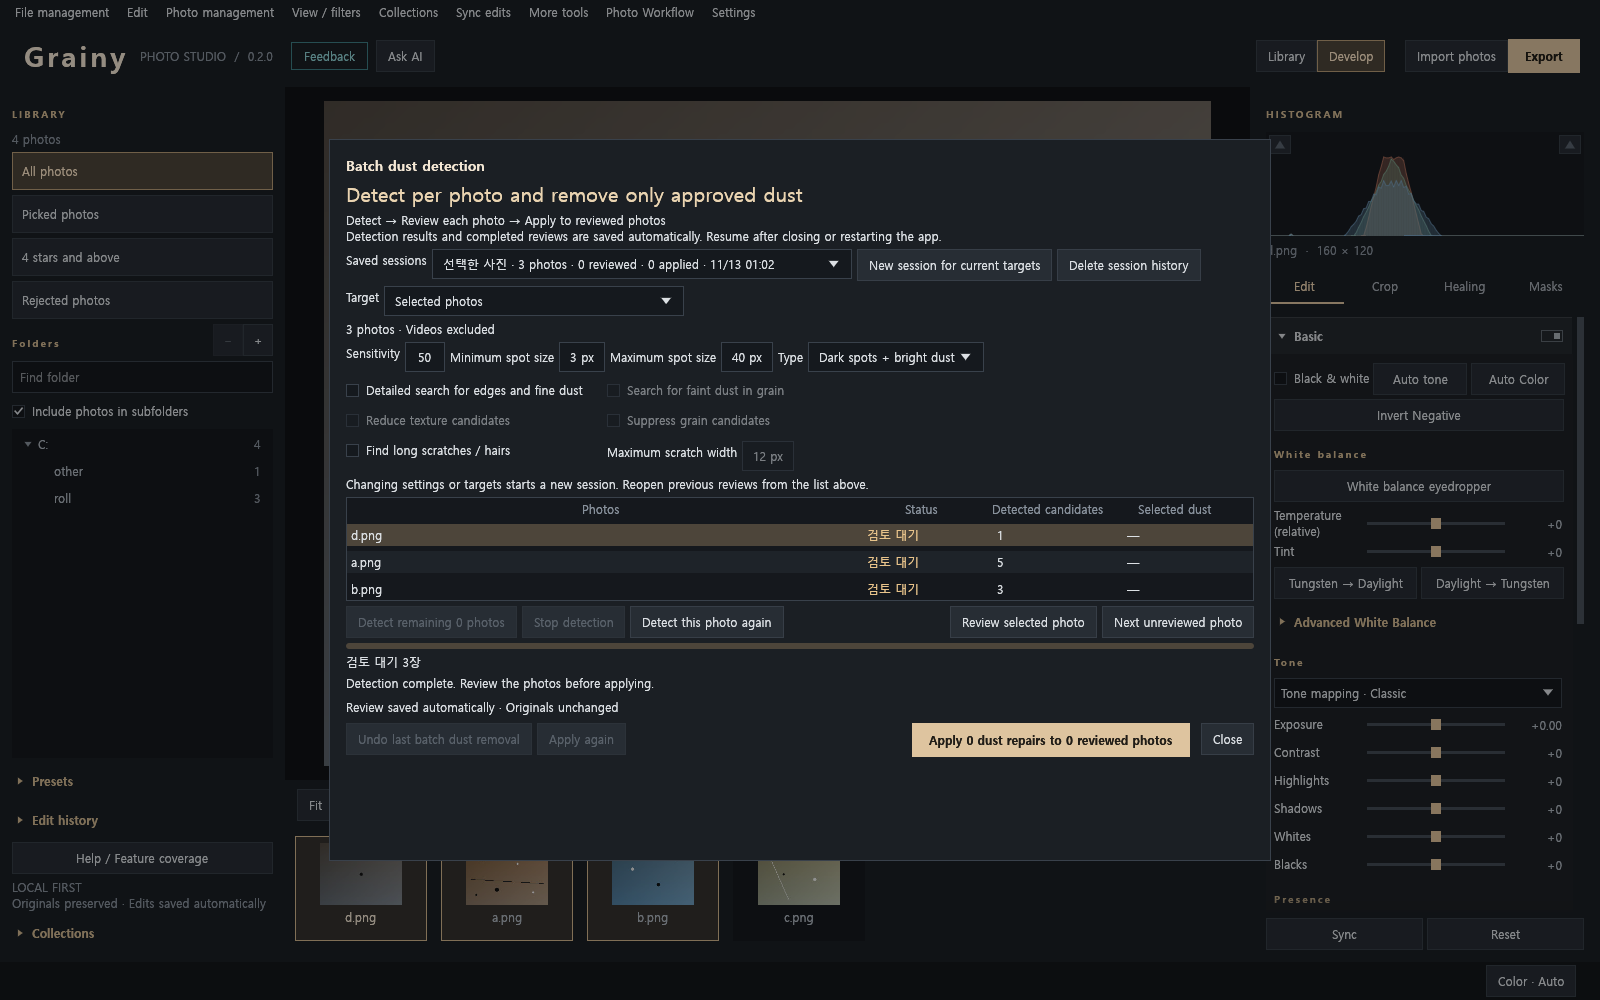 File management Edit Photo management View / filters Collections Sync edits More tools Photo Workflow Settings
Grainy PHOTO STUDIO / 0.2.0 Feedback Ask AI Library Develop Import photos Export
LIBRARY
4 photos
All photos
Picked photos
4 stars and above
Rejected photos
Folders − +
Find folder
Include photos in subfolders
C: 4
other 1
roll 3
Presets
Edit history
Help / Feature coverage
LOCAL FIRST
Originals preserved · Edits saved automatically
Collections
Batch dust detection
Detect per photo and remove only approved dust
Detect → Review each photo → Apply to reviewed photos
Detection results and completed reviews are saved automatically. Resume after closing or restarting the app.
Saved sessions 선택한 사진 · 3 photos · 0 reviewed · 0 applied · 11/13 01:02 New session for current targets Delete session history
Target Selected photos
3 photos · Videos excluded
Sensitivity 50 Minimum spot size 3 px Maximum spot size 40 px Type Dark spots + bright dust
Detailed search for edges and fine dust Search for faint dust in grain
Reduce texture candidates Suppress grain candidates
Find long scratches / hairs Maximum scratch width 12 px
Changing settings or targets starts a new session. Reopen previous reviews from the list above.
Photos Status Detected candidates Selected dust
d.png 검토 대기 1 —
a.png 검토 대기 5 —
b.png 검토 대기 3 —
Detect remaining 0 photos Stop detection Detect this photo again Review selected photo Next unreviewed photo
검토 대기 3장
Detection complete. Review the photos before applying.
Review saved automatically · Originals unchanged
Undo last batch dust removal Apply again Apply 0 dust repairs to 0 reviewed photos Close
Fit
d.png a.png b.png c.png
HISTOGRAM
.png · 160 × 120
Edit Crop Healing Masks
Basic
Black & white Auto tone Auto Color
Invert Negative
White balance
White balance eyedropper
Temperature (relative) +0
Tint +0
Tungsten → Daylight Daylight → Tungsten
Advanced White Balance
Tone
Tone mapping · Classic
Exposure +0.00
Contrast +0
Highlights +0
Shadows +0
Whites +0
Blacks +0
Presence
Sync Reset
Color · Auto